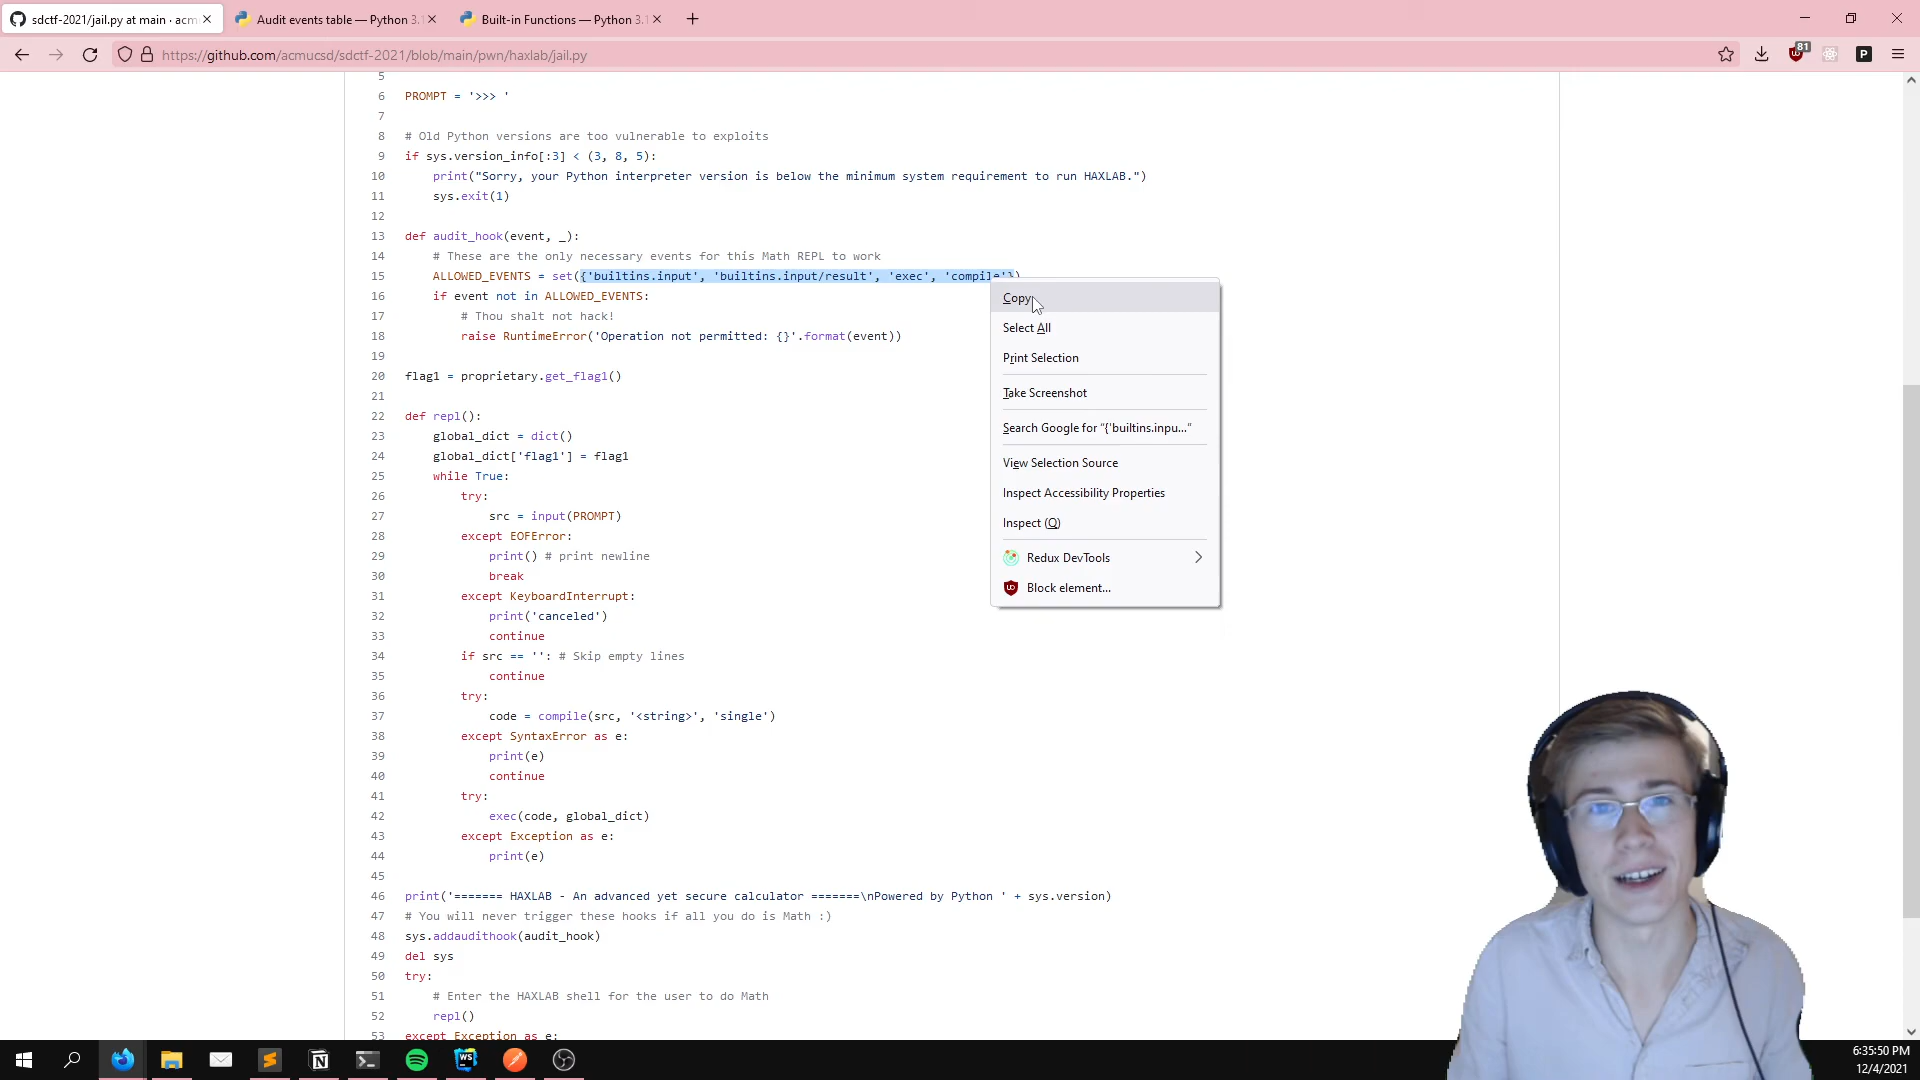 sdctf-2021/jail.py at main · acm
Audit events table — Python 3.1
Built-in Functions — Python 3.1
https://github.com/acmucsd/sdctf-2021/blob/main/pwn/haxlab/jail.py
81
P
5
6 PROMPT = '>>> '
7
8 # Old Python versions are too vulnerable to exploits
9 if sys.version_info[:3] < (3, 8, 5):
10 print("Sorry, your Python interpreter version is below the minimum system requirement to run HAXLAB.")
11 sys.exit(1)
12
13 def audit_hook(event, _):
14 # These are the only necessary events for this Math REPL to work
15 ALLOWED_EVENTS = set({'builtins.input', 'builtins.input/result', 'exec', 'compile'})
16 if event not in ALLOWED_EVENTS:
17 # Thou shalt not hack!
18 raise RuntimeError('Operation not permitted: {}'.format(event))
19
20 flag1 = proprietary.get_flag1()
21
22 def repl():
23 global_dict = dict()
24 global_dict['flag1'] = flag1
25 while True:
26 try:
27 src = input(PROMPT)
28 except EOFError:
29 print() # print newline
30 break
31 except KeyboardInterrupt:
32 print('canceled')
33 continue
34 if src == '': # Skip empty lines
35 continue
36 try:
37 code = compile(src, '<string>', 'single')
38 except SyntaxError as e:
39 print(e)
40 continue
41 try:
42 exec(code, global_dict)
43 except Exception as e:
44 print(e)
45
46 print('======= HAXLAB - An advanced yet secure calculator =======\nPowered by Python ' + sys.version)
47 # You will never trigger these hooks if all you do is Math :)
48 sys.addaudithook(audit_hook)
49 del sys
50 try:
51 # Enter the HAXLAB shell for the user to do Math
52 repl()
53 except Exception as e:
Copy
Select All
Print Selection
Take Screenshot
Search Google for “{'builtins.inpu...”
View Selection Source
Inspect Accessibility Properties
Inspect (Q)
Redux DevTools
Block element...
WS
6:35:50 PM
12/4/2021